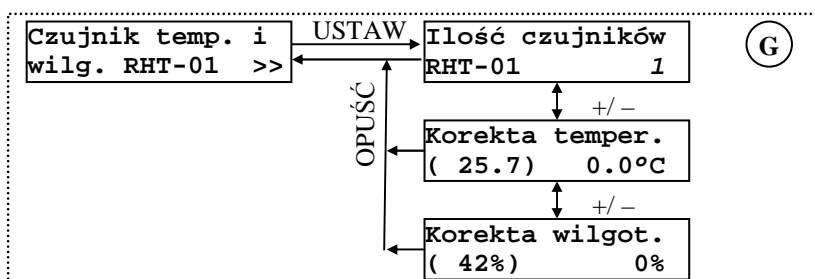 Czujnik temp. i
wilg. RHT-01 >>
USTAW
Ilość czujników
RHT-01 1
G
+/–
OPUŚĆ
Korekta temper.
( 25.7) 0.0ºC
+/–
Korekta wilgot.
( 42%) 0%